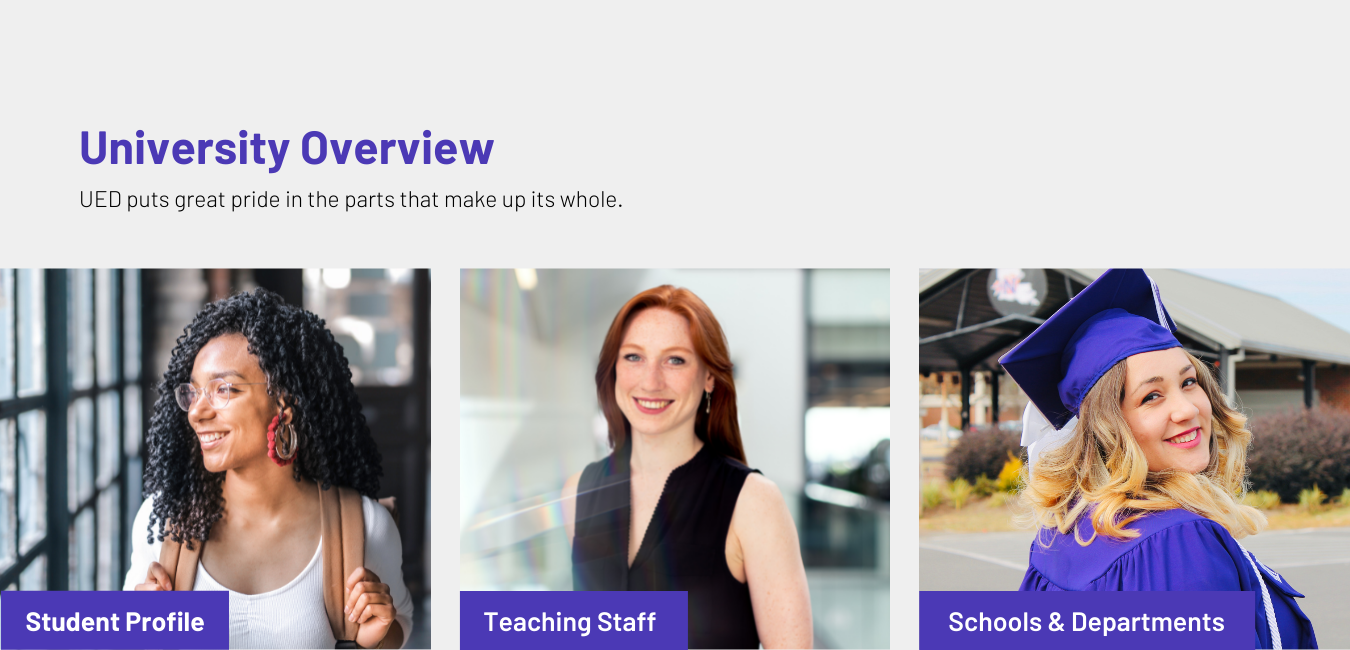 University Overview
UED puts great pride in the parts that make up its whole.
Student Profile
Teaching Staff
Schools & Departments